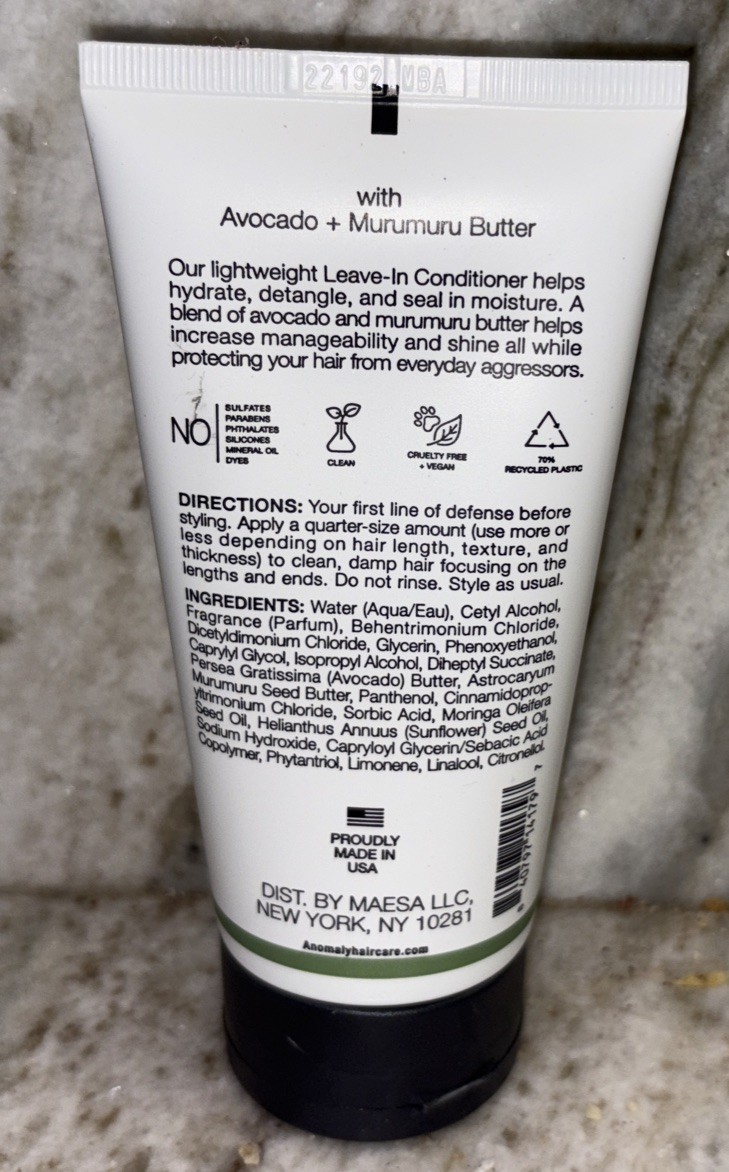 22192 VBA
with
Avocado + Murumuru Butter
Our lightweight Leave-In Conditioner helps
hydrate, detangle, and seal in moisture. A
blend of avocado and murumuru butter helps
increase manageability and shine all while
protecting your hair from everyday aggressors.
NO
SULFATES
PARABENS
PHTHALATES
SILICONES
MINERAL OIL
DYES
CLEAN
CRUELTY FREE
+ VEGAN
70%
RECYCLED PLASTIC
DIRECTIONS: Your first line of defense before
styling. Apply a quarter-size amount (use more or
less depending on hair length, texture, and
thickness) to clean, damp hair focusing on the
lengths and ends. Do not rinse. Style as usual.
INGREDIENTS: Water (Aqua/Eau), Cetyl Alcohol,
Fragrance (Parfum), Behentrimonium Chloride,
Dicetyldimonium Chloride, Glycerin, Phenoxyethanol,
Caprylyl Glycol, Isopropyl Alcohol, Diheptyl Succinate,
Persea Gratissima (Avocado) Butter, Astrocaryum
Murumuru Seed Butter, Panthenol, Cinnamidoprop-
yltrimonium Chloride, Sorbic Acid, Moringa Oleifera
Seed Oil, Helianthus Annuus (Sunflower) Seed Oil,
Sodium Hydroxide, Capryloyl Glycerin/Sebacic Acid
Copolymer, Phytantriol, Limonene, Linalool, Citronellol.
PROUDLY
MADE IN
USA
DIST. BY MAESA LLC,
NEW YORK, NY 10281
Anomalyhaircare.com